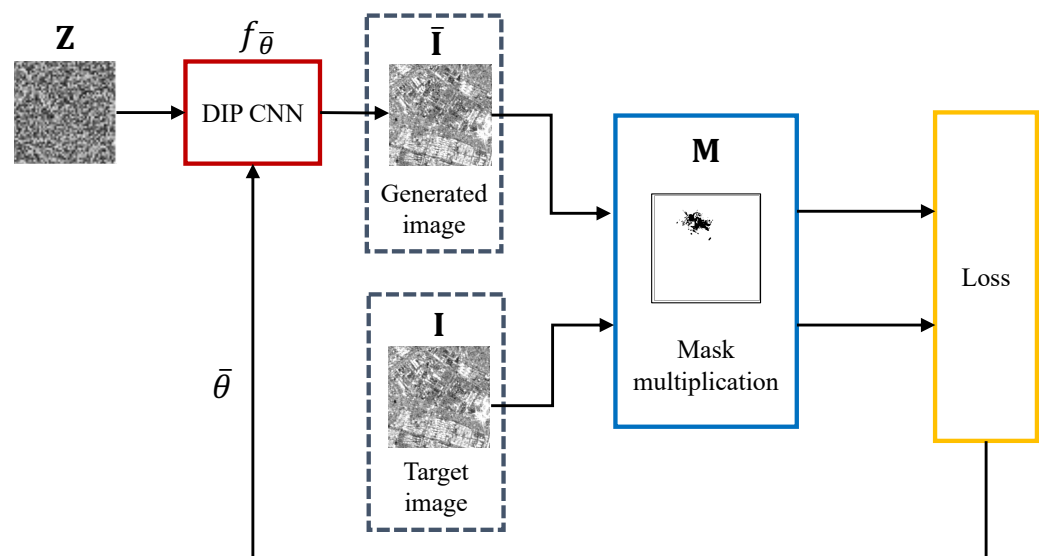 Z
f_θ̄
DIP CNN
Ī
Generated
image
M
Mask
multiplication
Loss
I
Target
image
θ̄